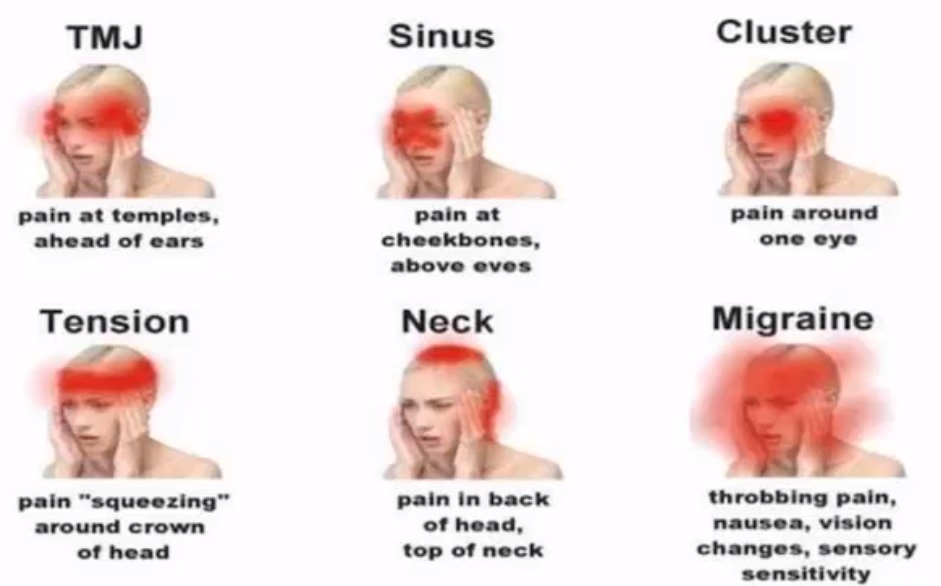 TMJ
pain at temples,
ahead of ears
Sinus
pain at
cheekbones,
above eves
Cluster
pain around
one eye
Tension
pain "squeezing"
around crown
of head
Neck
pain in back
of head,
top of neck
Migraine
throbbing pain,
nausea, vision
changes, sensory
sensitivity